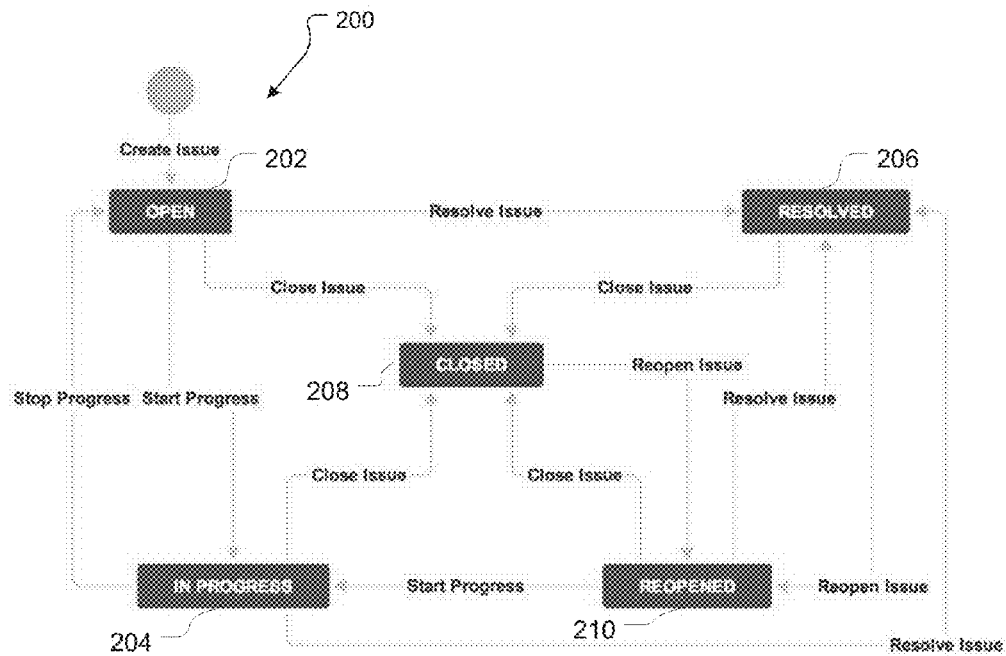 200
Create Issue
202
206
OPEN
Resolve Issue
RESOLVED
Close Issue
Close Issue
CLOSED
Reopen Issue
208
Stop Progress
Start Progress
Resolve Issue
Close Issue
Close Issue
IN PROGRESS
Start Progress
REOPENED
Reopen Issue
204
210
Resolve Issue